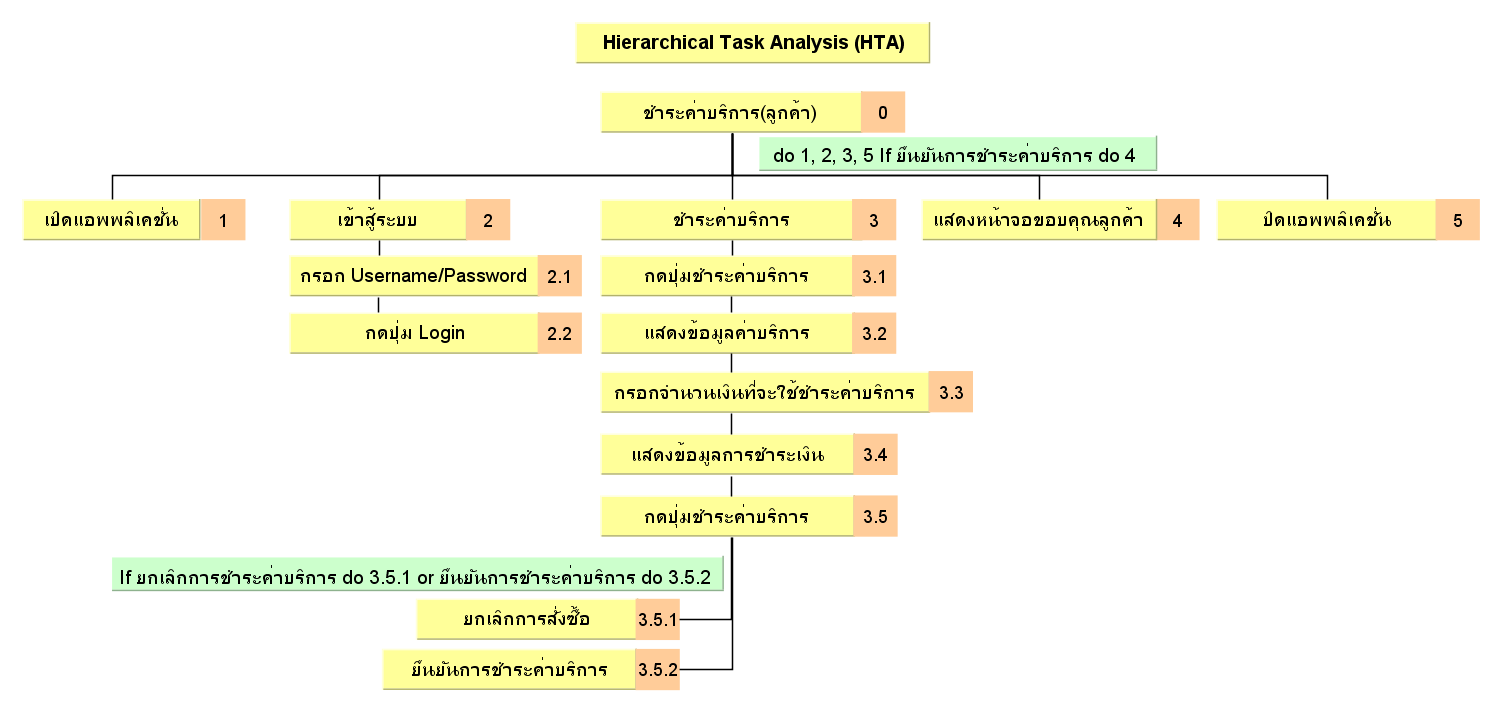 Hierarchical Task Analysis (HTA)
ชำระค่าบริการ(ลูกค้า) 0
do 1, 2, 3, 5 If ยืนยันการชำระค่าบริการ do 4
เปิดแอพพลิเคชั่น 1
เข้าสู่ระบบ 2
ชำระค่าบริการ 3
แสดงหน้าจอขอบคุณลูกค้า 4
ปิดแอพพลิเคชั่น 5
กรอก Username/Password 2.1
กดปุ่มชำระค่าบริการ 3.1
กดปุ่ม Login 2.2
แสดงข้อมูลค่าบริการ 3.2
กรอกจำนวนเงินที่จะใช้ชำระค่าบริการ 3.3
แสดงข้อมูลการชำระเงิน 3.4
กดปุ่มชำระค่าบริการ 3.5
If ยกเลิกการชำระค่าบริการ do 3.5.1 or ยืนยันการชำระค่าบริการ do 3.5.2
ยกเลิกการสั่งซื้อ 3.5.1
ยืนยันการชำระค่าบริการ 3.5.2